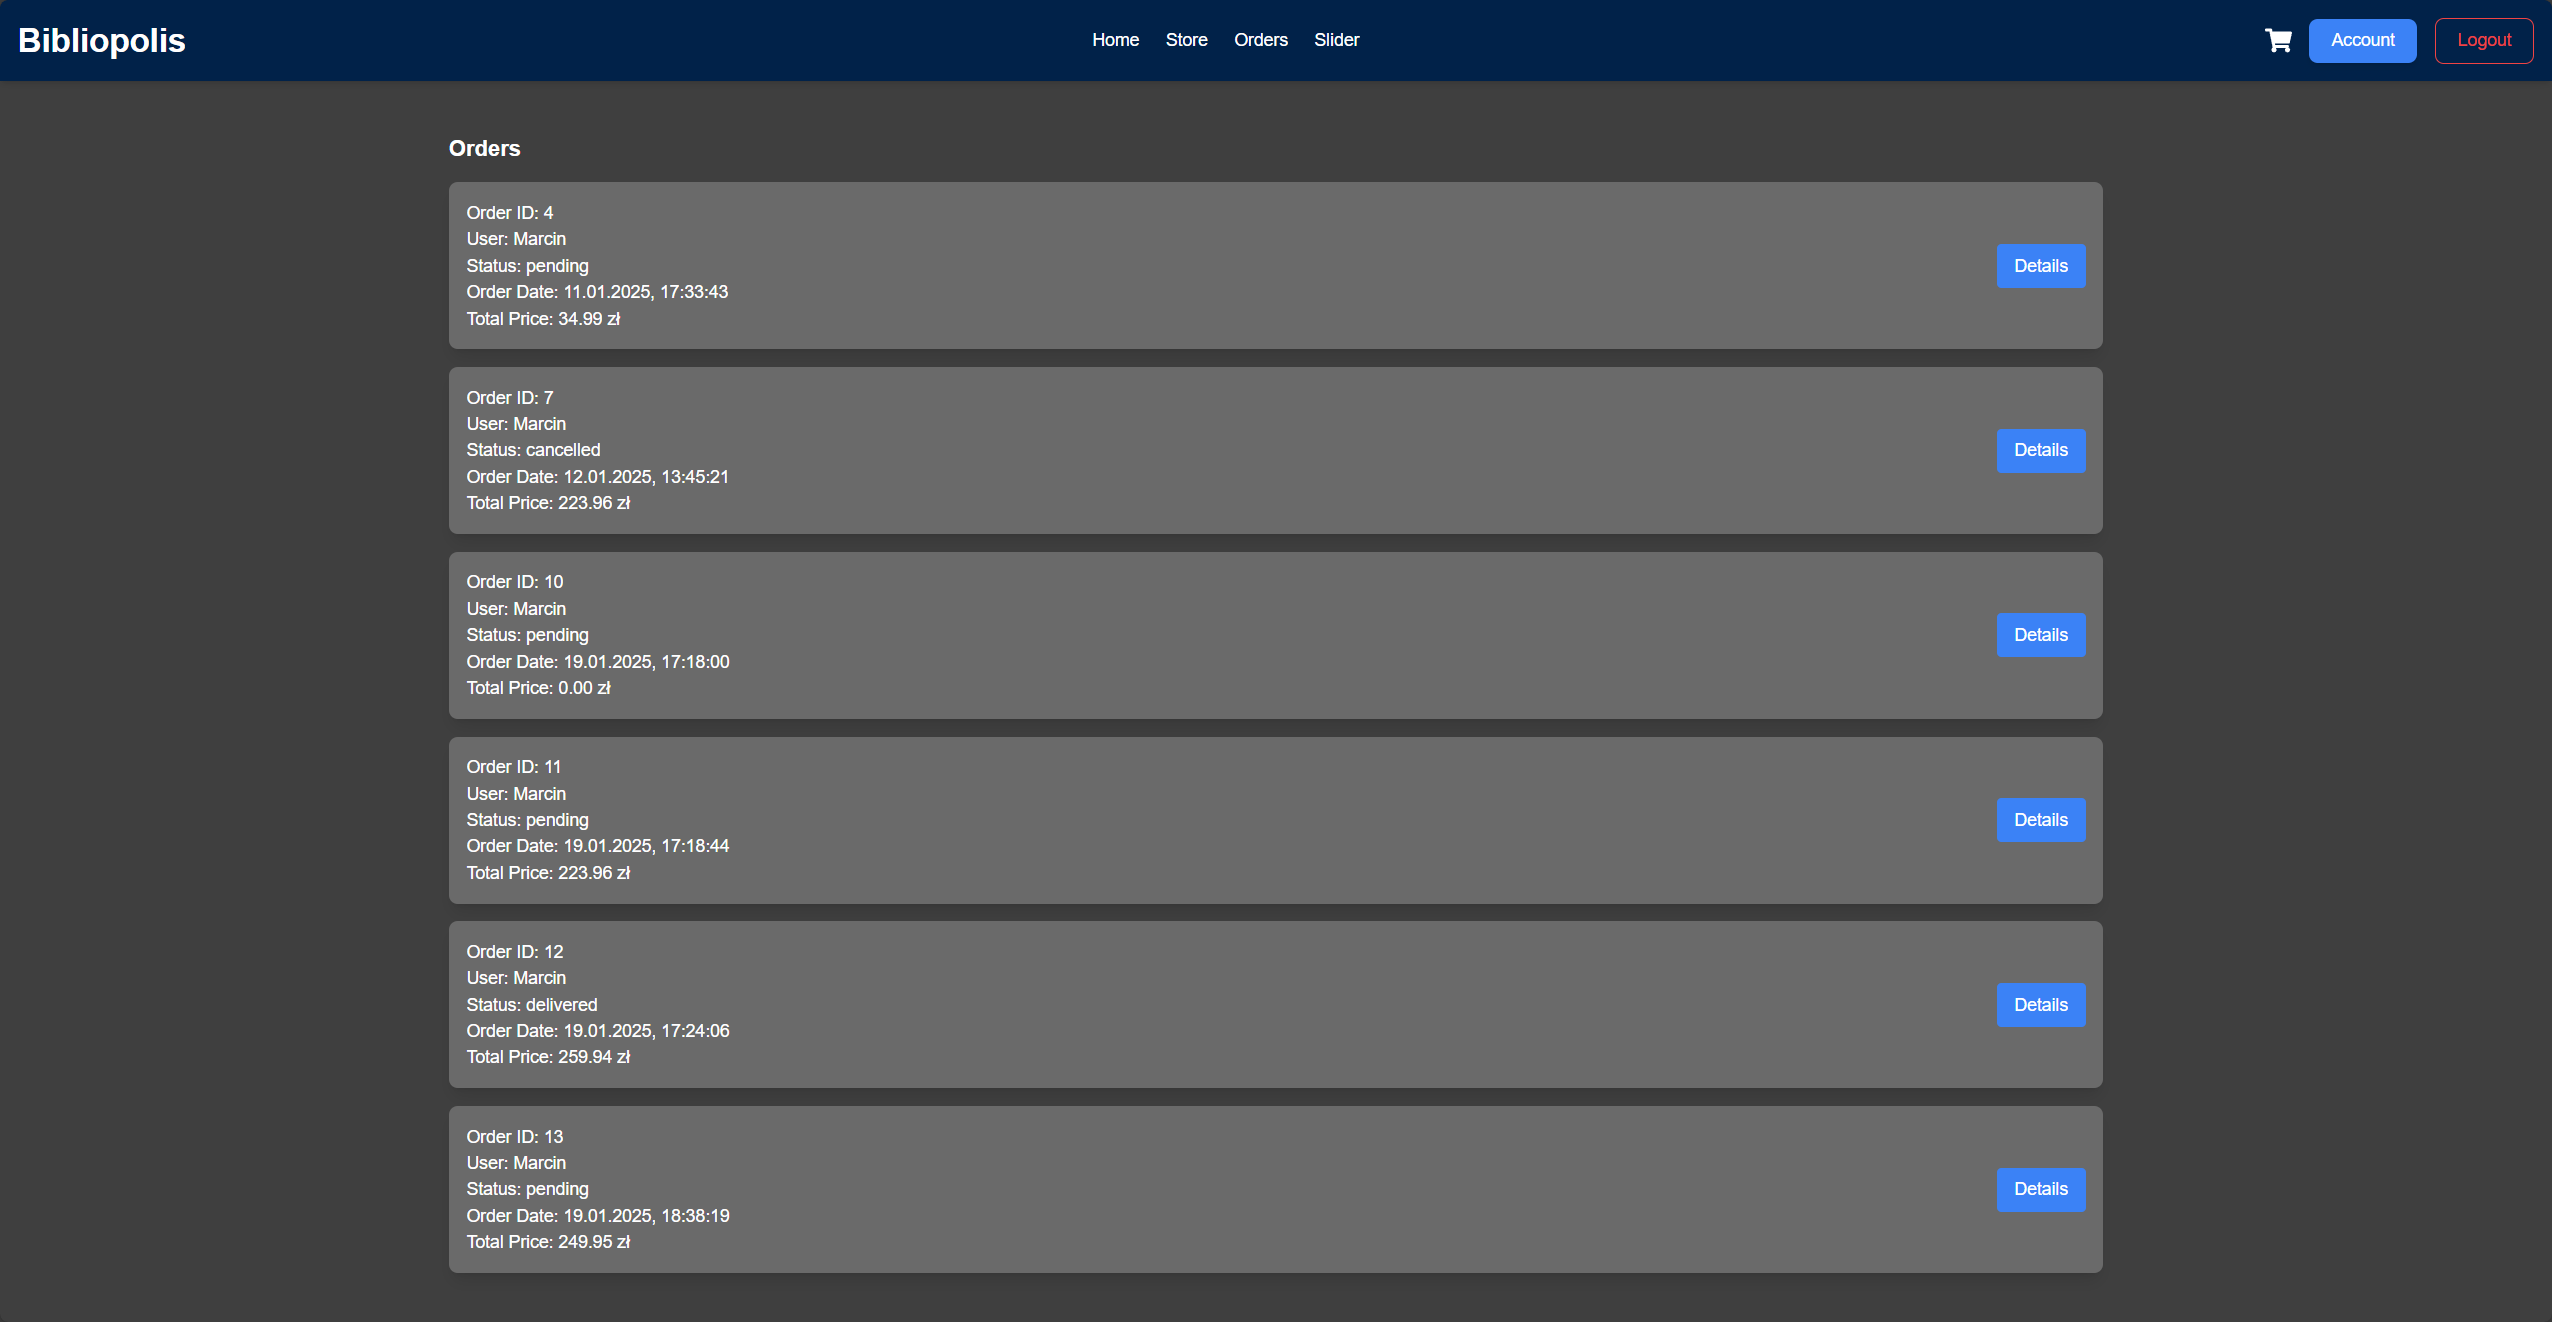 Bibliopolis
Home Store Orders Slider
Account Logout
Orders
Order ID: 4
User: Marcin
Status: pending
Order Date: 11.01.2025, 17:33:43
Total Price: 34.99 zł
Details
Order ID: 7
User: Marcin
Status: cancelled
Order Date: 12.01.2025, 13:45:21
Total Price: 223.96 zł
Details
Order ID: 10
User: Marcin
Status: pending
Order Date: 19.01.2025, 17:18:00
Total Price: 0.00 zł
Details
Order ID: 11
User: Marcin
Status: pending
Order Date: 19.01.2025, 17:18:44
Total Price: 223.96 zł
Details
Order ID: 12
User: Marcin
Status: delivered
Order Date: 19.01.2025, 17:24:06
Total Price: 259.94 zł
Details
Order ID: 13
User: Marcin
Status: pending
Order Date: 19.01.2025, 18:38:19
Total Price: 249.95 zł
Details